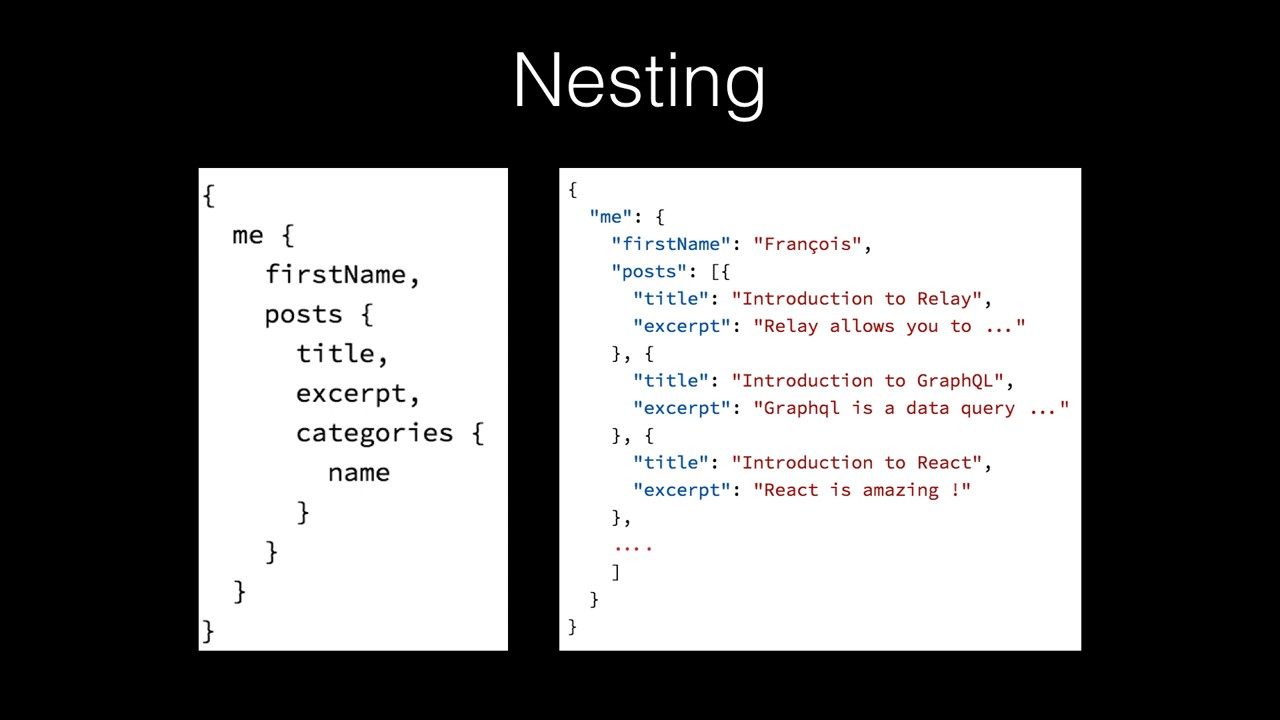 Nesting
{
  me {
    firstName,
    posts {
      title,
      excerpt,
      categories {
        name
      }
    }
  }
}
{
  "me": {
    "firstName": "François",
    "posts": [{
      "title": "Introduction to Relay",
      "excerpt": "Relay allows you to ..."
    }, {
      "title": "Introduction to GraphQL",
      "excerpt": "Graphql is a data query ..."
    }, {
      "title": "Introduction to React",
      "excerpt": "React is amazing !"
    },
    ....
    ]
  }
}